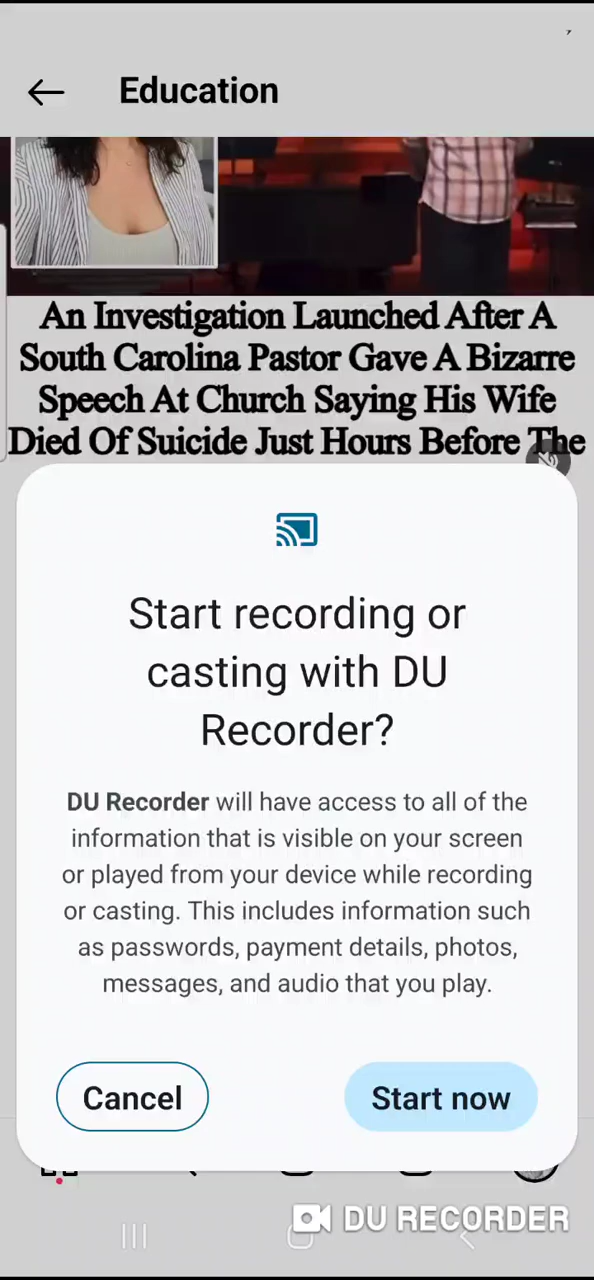 Education
An Investigation Launched After A
South Carolina Pastor Gave A Bizarre
Speech At Church Saying His Wife
Died Of Suicide Just Hours Before The
Start recording or
casting with DU
Recorder?
DU Recorder will have access to all of the
information that is visible on your screen
or played from your device while recording
or casting. This includes information such
as passwords, payment details, photos,
messages, and audio that you play.
Cancel
Start now
DU RECORDER